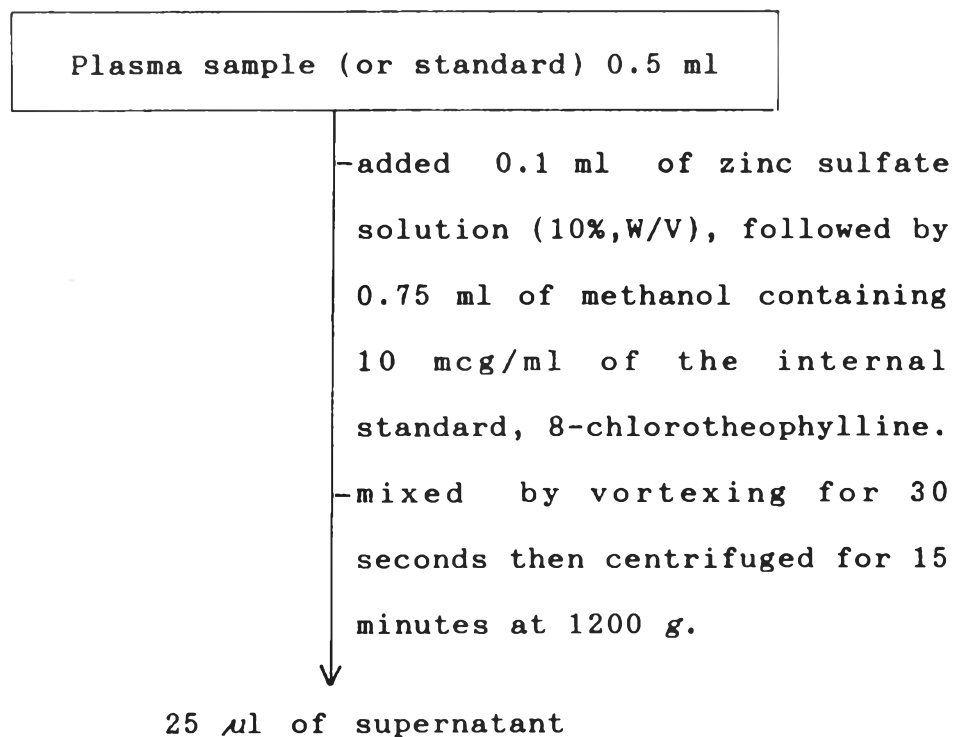 Plasma sample (or standard) 0.5 ml
-added 0.1 ml of zinc sulfate
solution (10%,W/V), followed by
0.75 ml of methanol containing
10 mcg/ml of the internal
standard, 8-chlorotheophylline.
-mixed by vortexing for 30
seconds then centrifuged for 15
minutes at 1200 g.
25 μl of supernatant